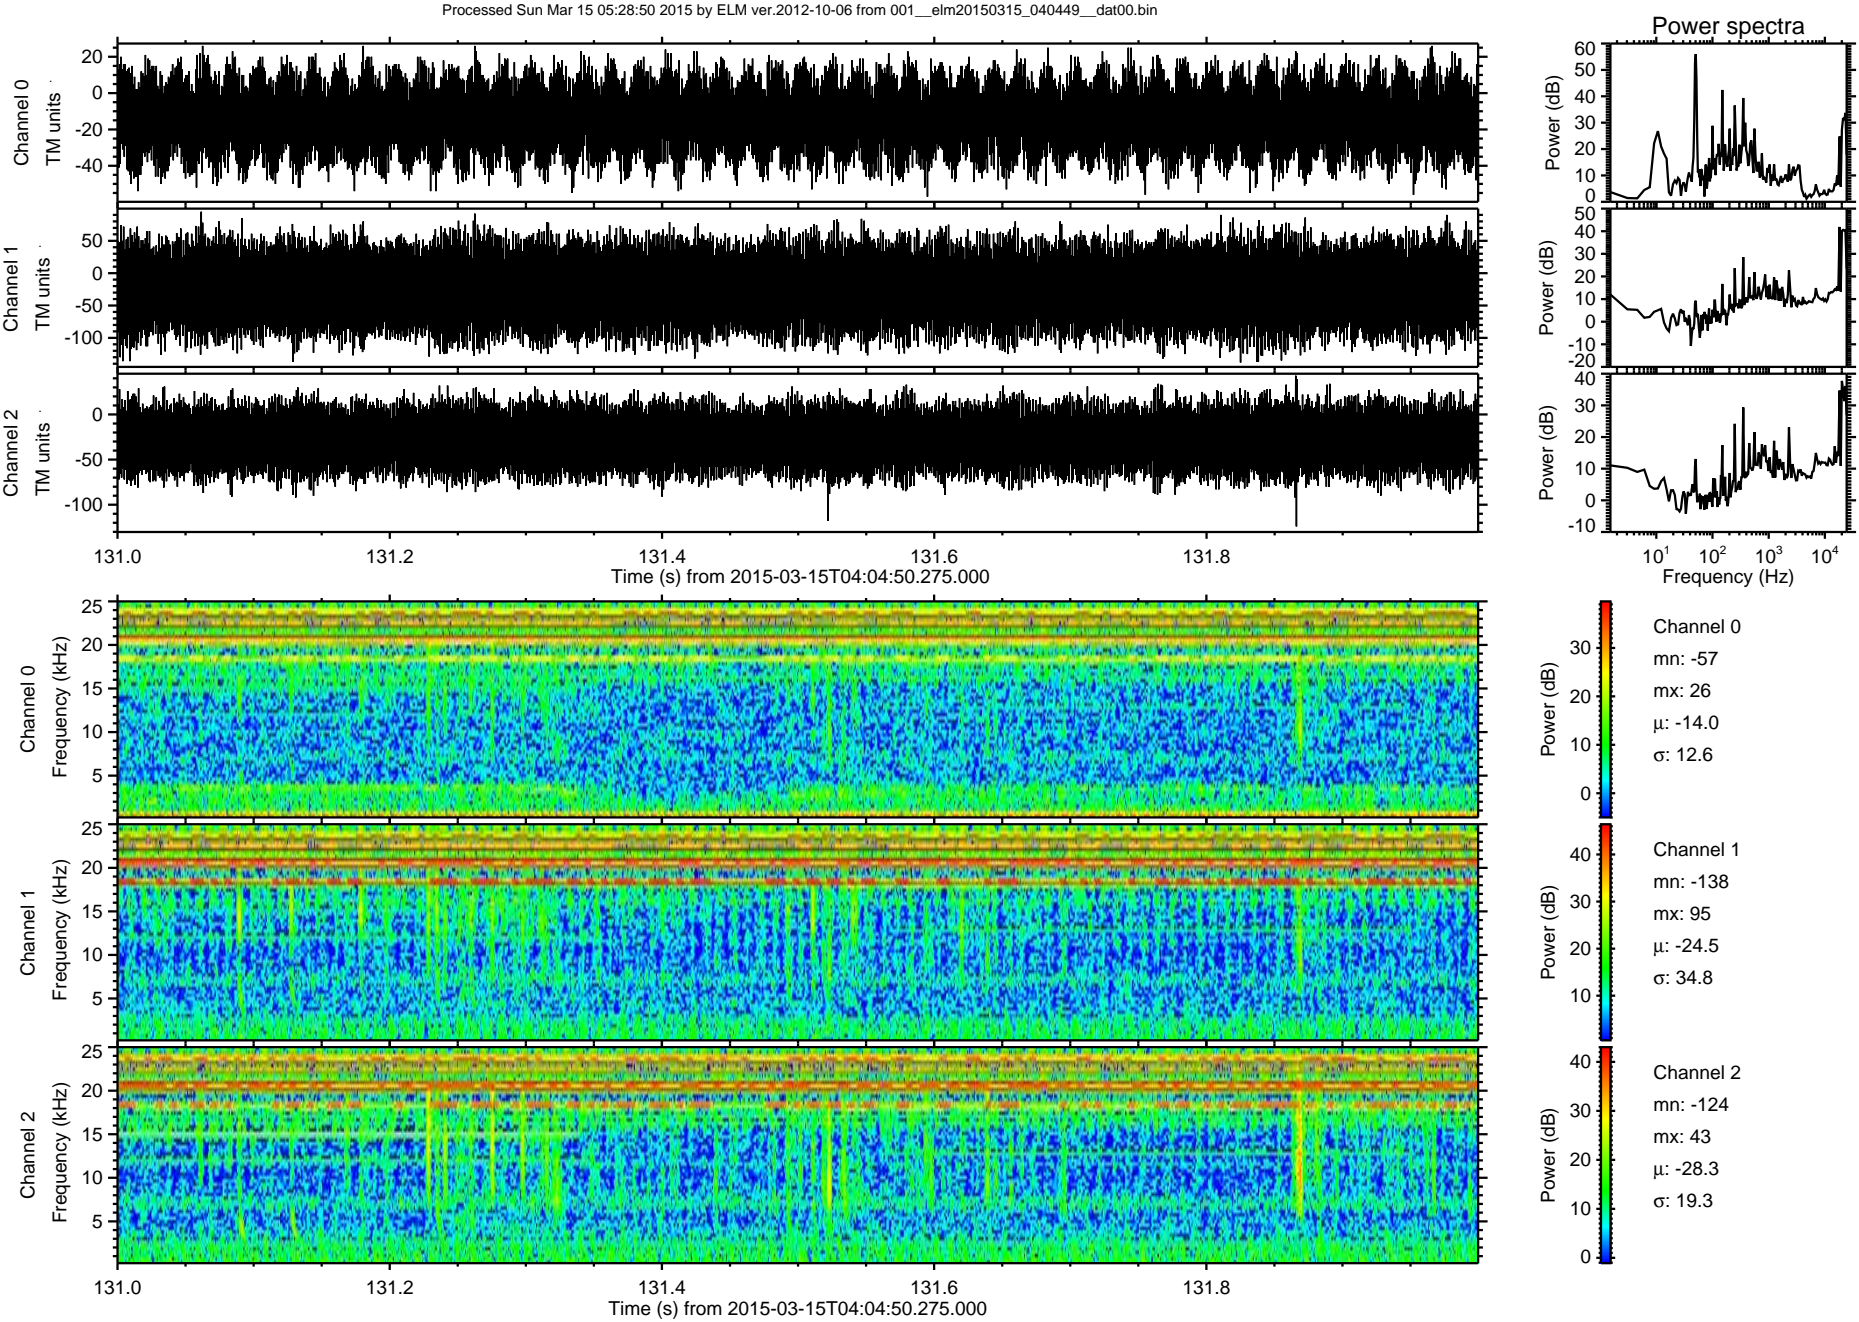 Processed Sun Mar 15 05:28:50 2015 by ELM ver.2012-10-06 from 001__elm20150315_040449__dat00.bin
Power spectra
Channel 0
TM units
20
0
-20
-40
Power (dB)
60
50
40
30
20
10
0
Channel 1
TM units
50
0
-50
-100
Power (dB)
50
40
30
20
10
0
-10
-20
Channel 2
TM units
0
-50
-100
Power (dB)
40
30
20
10
0
-10
131.0 131.2 131.4 131.6 131.8
Time (s) from 2015-03-15T04:04:50.275.000
10¹ 10² 10³ 10⁴
Frequency (Hz)
Channel 0
Frequency (kHz)
25
20
15
10
5
Power (dB)
30
20
10
0
Channel 0
mn: -57
mx: 26
μ: -14.0
σ: 12.6
Channel 1
Frequency (kHz)
25
20
15
10
5
Power (dB)
40
30
20
10
Channel 1
mn: -138
mx: 95
μ: -24.5
σ: 34.8
Channel 2
Frequency (kHz)
25
20
15
10
5
Power (dB)
40
30
20
10
0
Channel 2
mn: -124
mx: 43
μ: -28.3
σ: 19.3
131.0 131.2 131.4 131.6 131.8
Time (s) from 2015-03-15T04:04:50.275.000